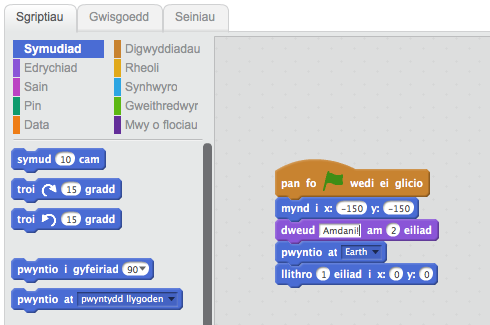 Sgriptiau Gwisgoedd Seiniau
Symudiad Digwyddiadau
Edrychiad Rheoli
Sain Synhwyro
Pin Gweithredwyr
Data Mwy o flociau
symud 10 cam
troi 15 gradd
troi 15 gradd
pwyntio i gyfeiriad 90
pwyntio at pwyntydd llygoden
pan fo wedi ei glicio
mynd i x: -150 y: -150
dweud Amdani! am 2 eiliad
pwyntio at Earth
llithro 1 eiliad i x: 0 y: 0